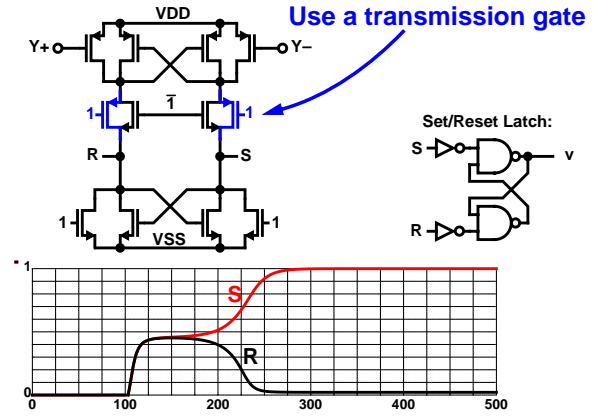 Use a transmission gate
VDD
Y+ Y−
1 1̅ 1
R S
1 1
VSS
Set/Reset Latch:
S v
R
1
S
R
0
0 100 200 300 400 500